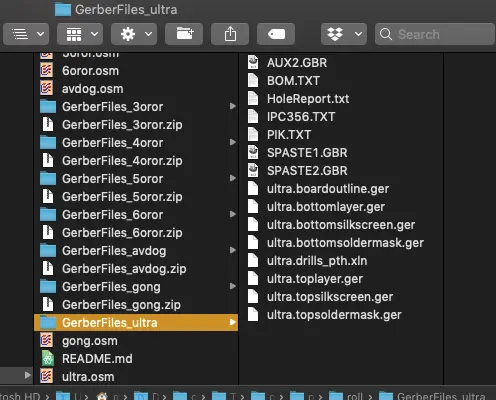 GerberFiles_ultra
Search
5oror.osm
6oror.osm
avdog.osm
GerberFiles_3oror
GerberFiles_3oror.zip
GerberFiles_4oror
GerberFiles_4oror.zip
GerberFiles_5oror
GerberFiles_5oror.zip
GerberFiles_6oror
GerberFiles_6oror.zip
GerberFiles_avdog
GerberFiles_avdog.zip
GerberFiles_gong
GerberFiles_gong.zip
GerberFiles_ultra
gong.osm
README.md
ultra.osm
AUX2.GBR
BOM.TXT
HoleReport.txt
IPC356.TXT
PIK.TXT
SPASTE1.GBR
SPASTE2.GBR
ultra.boardoutline.ger
ultra.bottomlayer.ger
ultra.bottomsilkscreen.ger
ultra.bottomsoldermask.ger
ultra.drills_pth.xln
ultra.toplayer.ger
ultra.topsilkscreen.ger
ultra.topsoldermask.ger
tosh HD › U › n › D › c › T › c › p › roll › GerberFiles_ultra